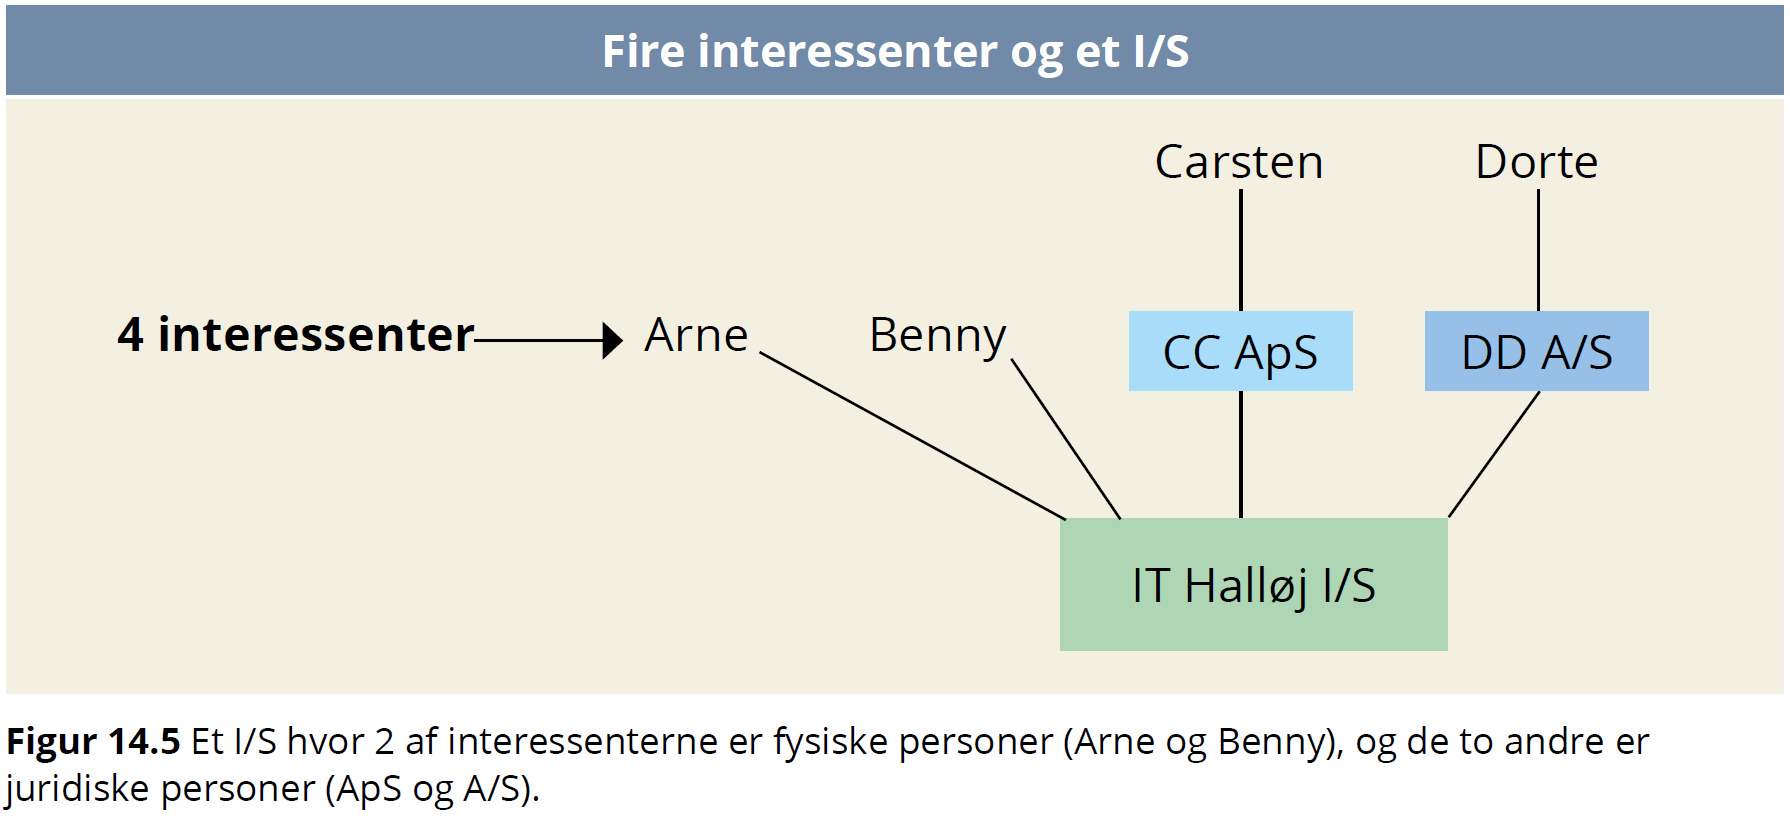 Fire interessenter og et I/S
Carsten
Dorte
4 interessenter
Arne
Benny
CC ApS
DD A/S
IT Halløj I/S
Figur 14.5 Et I/S hvor 2 af interessenterne er fysiske personer (Arne og Benny), og de to andre er
juridiske personer (ApS og A/S).